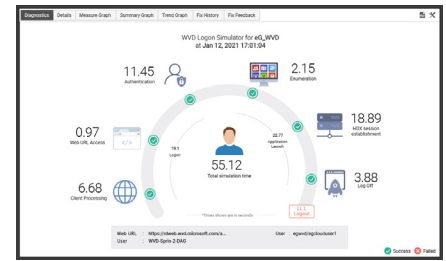 Diagnostics Details Measure Graph Summary Graph Trend Graph Fix History Fix Feedback
WVD Logon Simulator for eG_WVD
at Jan 12, 2021 17:01:04
11.45
Authentication
2.15
Enumeration
0.97
Web URL Access
18.89
HDX session
establishment
19.1
Logon
22.77
Application
Launch
55.12
Total simulation time
6.68
Client Processing
3.88
Log Off
11.1
Logout
*Times shown are in seconds
Web URL : https://rdweb.wvd.microsoft.com/a... User : egwvd/egclouduser1
User : WVD-Sprin-2-DAG
Success Failed